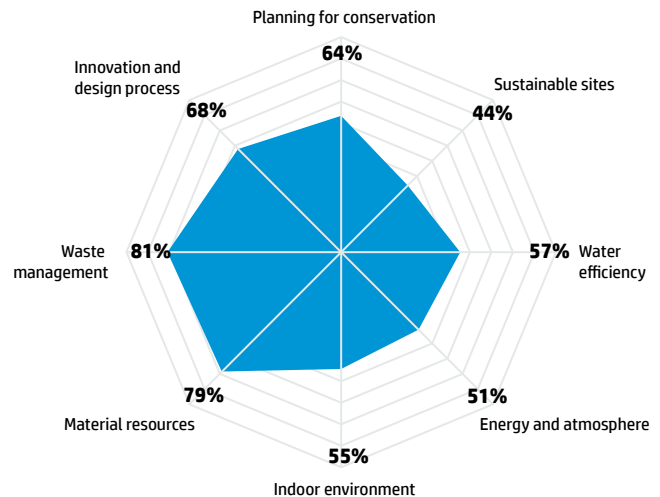 Planning for conservation
64%
Innovation and
design process
68%
Sustainable sites
44%
Waste
management
81%
57%
Water
efficiency
79%
Material resources
51%
Energy and atmosphere
55%
Indoor environment